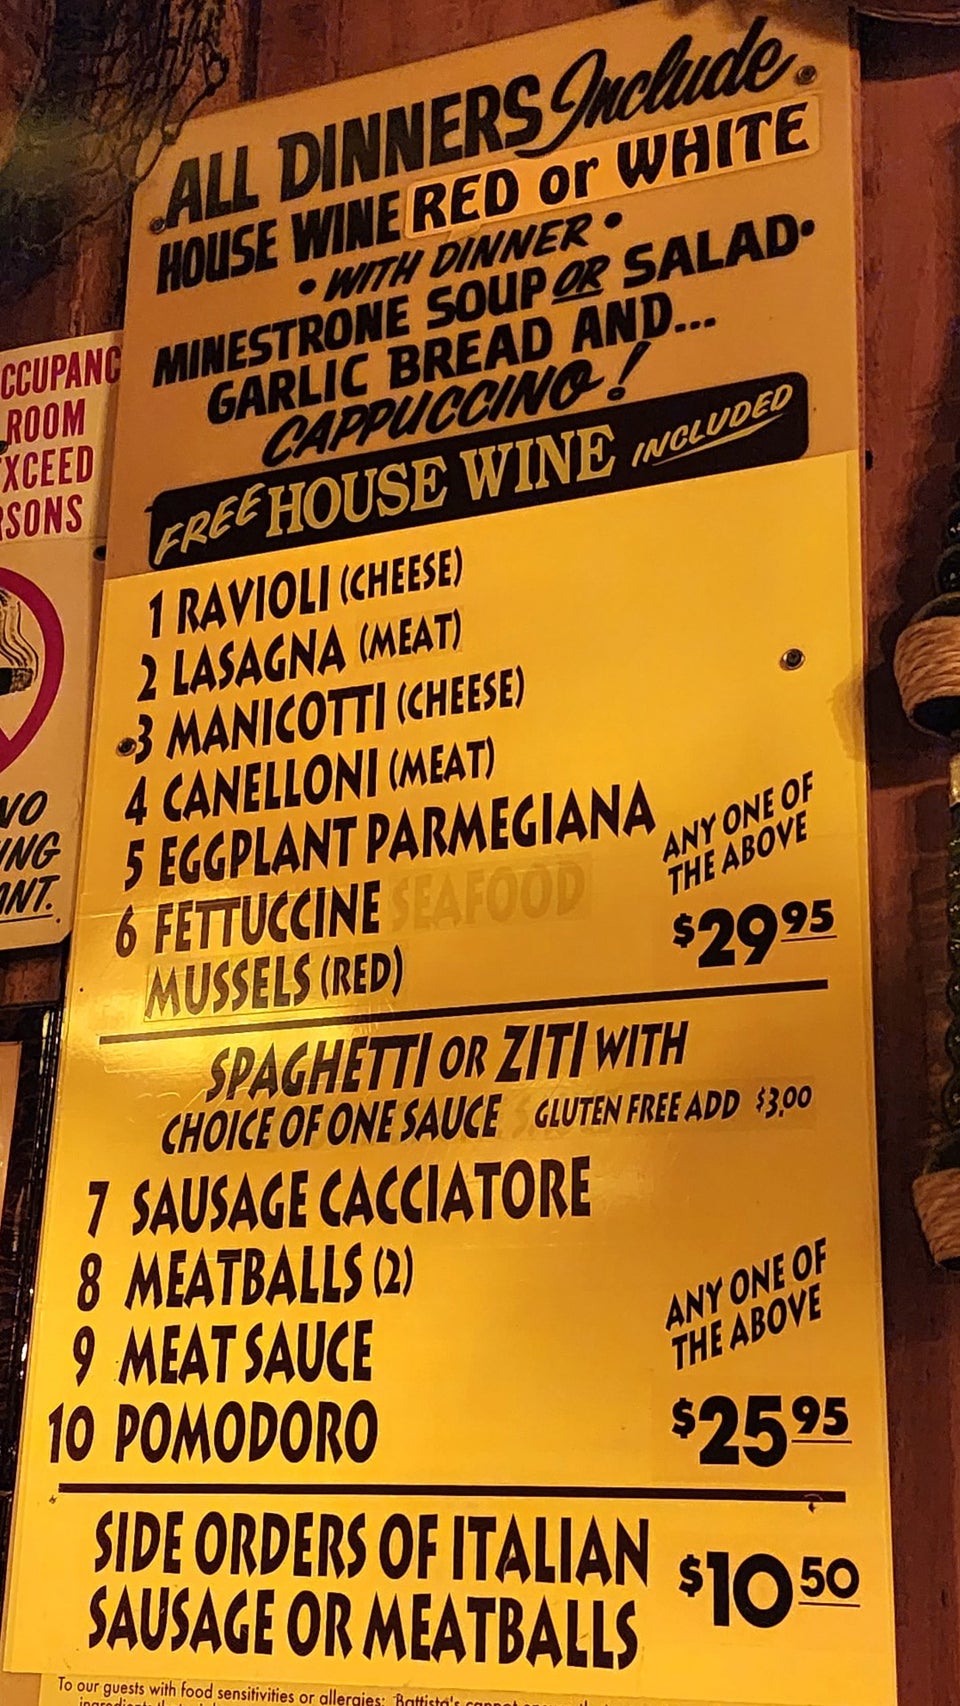 ALL DINNERS Include
HOUSE WINE RED or WHITE
• WITH DINNER •
MINESTRONE SOUP OR SALAD•
GARLIC BREAD AND...
CAPPUCCINO!
FREE HOUSE WINE INCLUDED
1 RAVIOLI (CHEESE)
2 LASAGNA (MEAT)
3 MANICOTTI (CHEESE)
4 CANELLONI (MEAT)
5 EGGPLANT PARMEGIANA
6 FETTUCCINE SEAFOOD
MUSSELS (RED)
ANY ONE OF
THE ABOVE
$29 95
SPAGHETTI OR ZITI WITH
CHOICE OF ONE SAUCE GLUTEN FREE ADD $3.00
7 SAUSAGE CACCIATORE
8 MEATBALLS (2)
9 MEAT SAUCE
10 POMODORO
ANY ONE OF
THE ABOVE
$25 95
SIDE ORDERS OF ITALIAN
SAUSAGE OR MEATBALLS
$10 50
To our guests with food sensitivities or allergies: Battista's cannot
CCUPANC
ROOM
XCEED
RSONS
NO
ING
ANT.